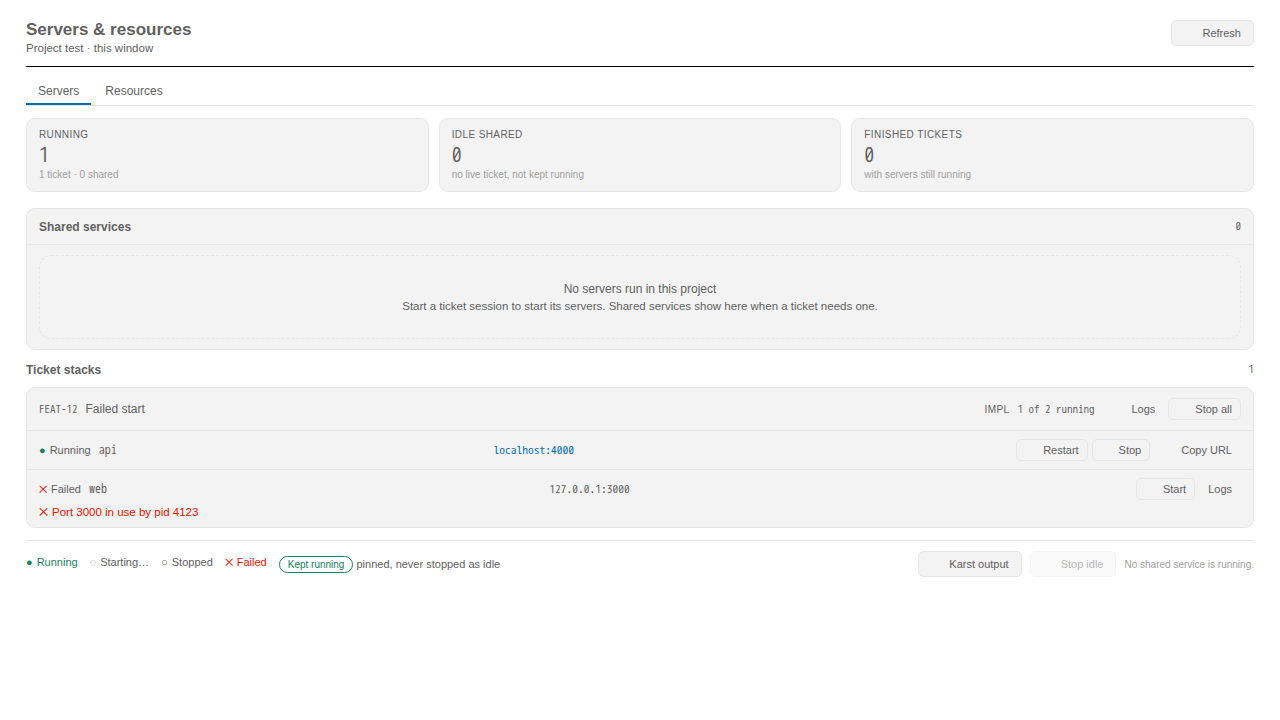 Servers & resources
Project test · this window
Refresh
Servers Resources
RUNNING
1
1 ticket · 0 shared
IDLE SHARED
0
no live ticket, not kept running
FINISHED TICKETS
0
with servers still running
Shared services 0
No servers run in this project
Start a ticket session to start its servers. Shared services show here when a ticket needs one.
Ticket stacks 1
FEAT-12 Failed start IMPL 1 of 2 running Logs Stop all
● Running api localhost:4000 Restart Stop Copy URL
✕ Failed web 127.0.0.1:3000 Start Logs
✕ Port 3000 in use by pid 4123
● Running ○ Starting… ○ Stopped ✕ Failed Kept running pinned, never stopped as idle Karst output Stop idle No shared service is running.